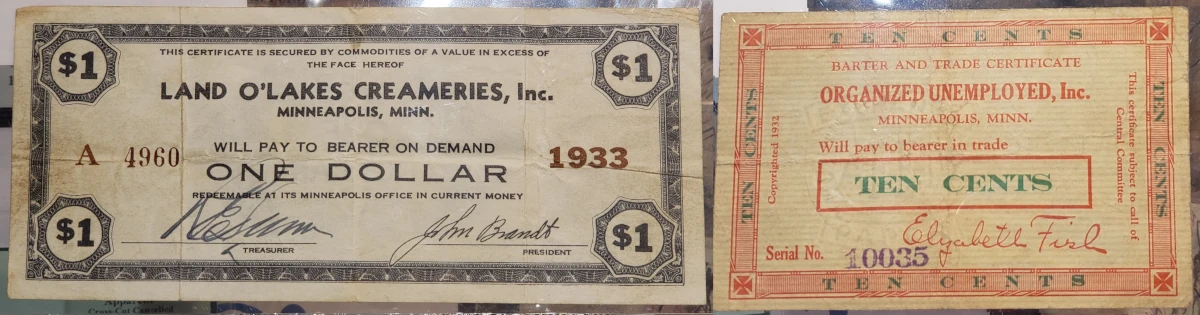 $1
$1
THIS CERTIFICATE IS SECURED BY COMMODITIES OF A VALUE IN EXCESS OF
THE FACE HEREOF
LAND O'LAKES CREAMERIES, Inc.
MINNEAPOLIS, MINN.
WILL PAY TO BEARER ON DEMAND
A 4960
1933
ONE DOLLAR
REDEEMABLE AT ITS MINNEAPOLIS OFFICE IN CURRENT MONEY
John Brandt
TREASURER
PRESIDENT
$1
$1
Cross-Cut Cancelled
TEN CENTS
BARTER AND TRADE CERTIFICATE
ORGANIZED UNEMPLOYED, Inc.
MINNEAPOLIS, MINN.
Will pay to bearer in trade
TEN CENTS
Elizabeth Fish
Serial No. 10035
TEN CENTS
TEN CENTS
Copyrighted 1932
This certificate subject to call of
Central Committee
TEN CENTS